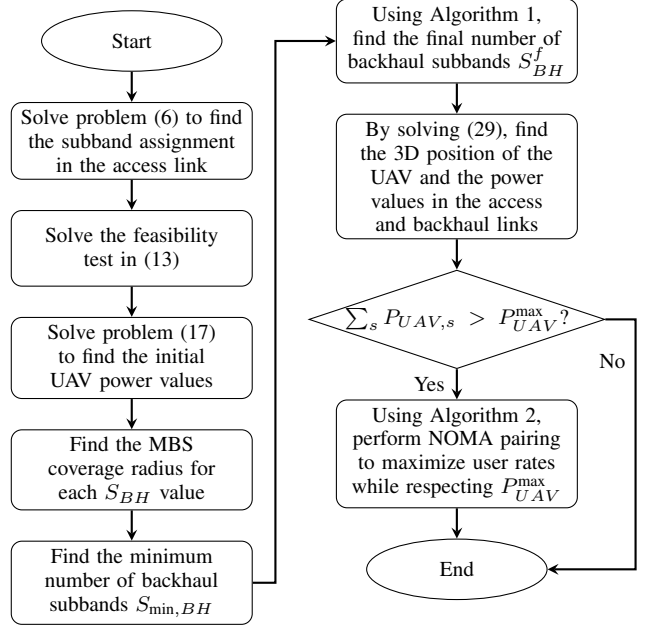 Start
Solve problem (6) to find
the subband assignment
in the access link
Solve the feasibility
test in (13)
Solve problem (17)
to find the initial
UAV power values
Find the MBS
coverage radius for
each $S_{BH}$ value
Find the minimum
number of backhaul
subbands $S_{\min,BH}$
Using Algorithm 1,
find the final number of
backhaul subbands $S_{BH}^{f}$
By solving (29), find
the 3D position of the
UAV and the power
values in the access
and backhaul links
$\sum_s P_{UAV,s} > P_{UAV}^{\max}$?
No
Yes
Using Algorithm 2,
perform NOMA pairing
to maximize user rates
while respecting $P_{UAV}^{\max}$
End